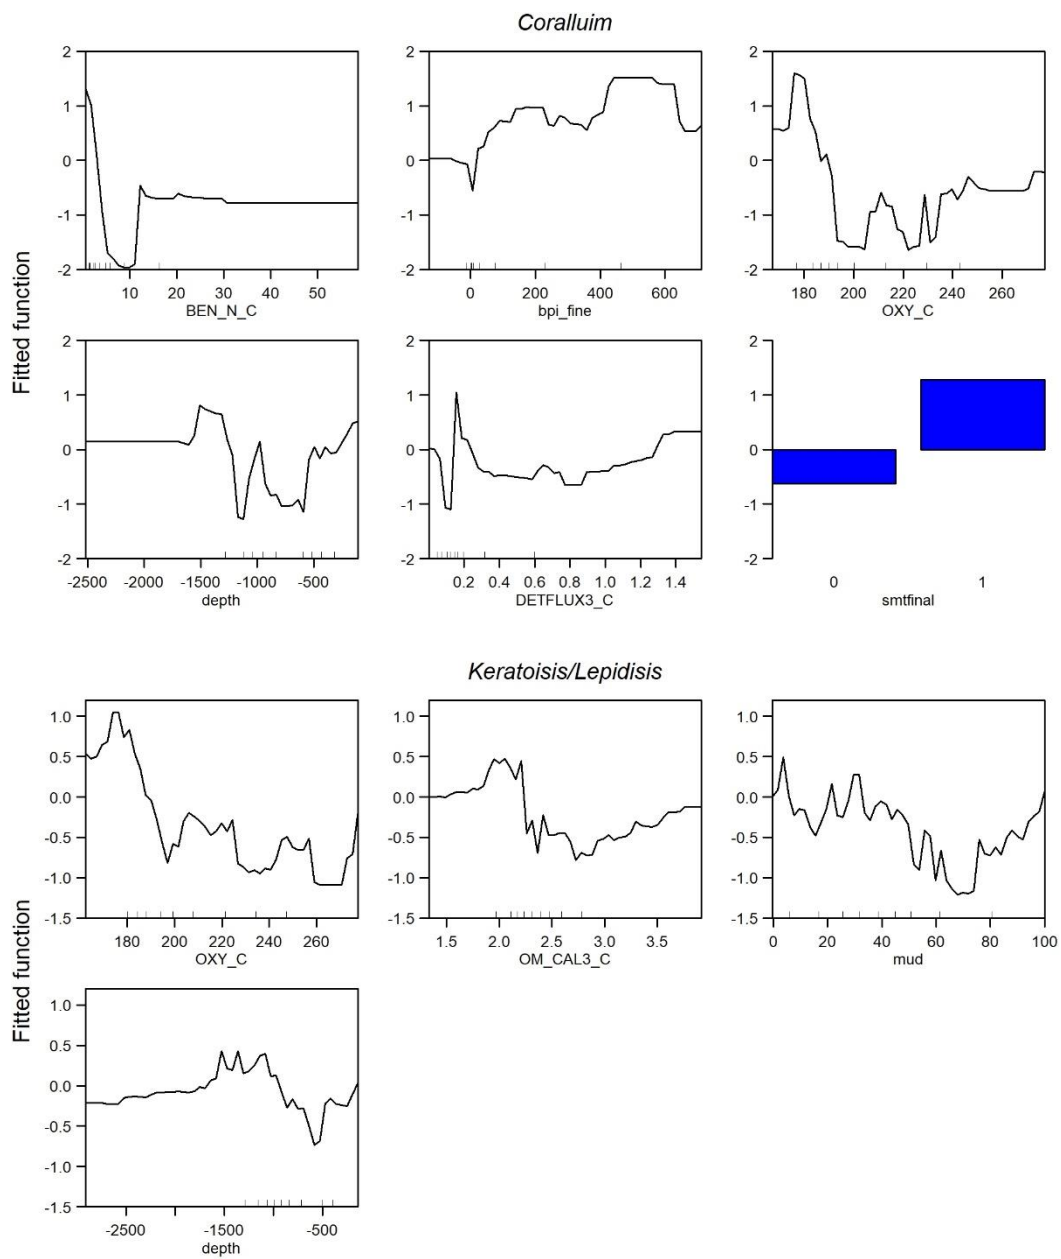 Coralluim
Fitted function
2 1 0 -1 -2
10 20 30 40 50
BEN_N_C
2 1 0 -1 -2
0 200 400 600
bpi_fine
2 1 0 -1 -2
180 200 220 240 260
OXY_C
2 1 0 -1 -2
-2500 -2000 -1500 -1000 -500
depth
2 1 0 -1 -2
0.2 0.4 0.6 0.8 1.0 1.2 1.4
DETFLUX3_C
2 1 0 -1 -2
0 1
smtfinal
Keratoisis/Lepidisis
Fitted function
1.0 0.5 0.0 -0.5 -1.0 -1.5
180 200 220 240 260
OXY_C
1.0 0.5 0.0 -0.5 -1.0 -1.5
1.5 2.0 2.5 3.0 3.5
OM_CAL3_C
1.0 0.5 0.0 -0.5 -1.0 -1.5
0 20 40 60 80 100
mud
1.0 0.5 0.0 -0.5 -1.0 -1.5
-2500 -1500 -500
depth